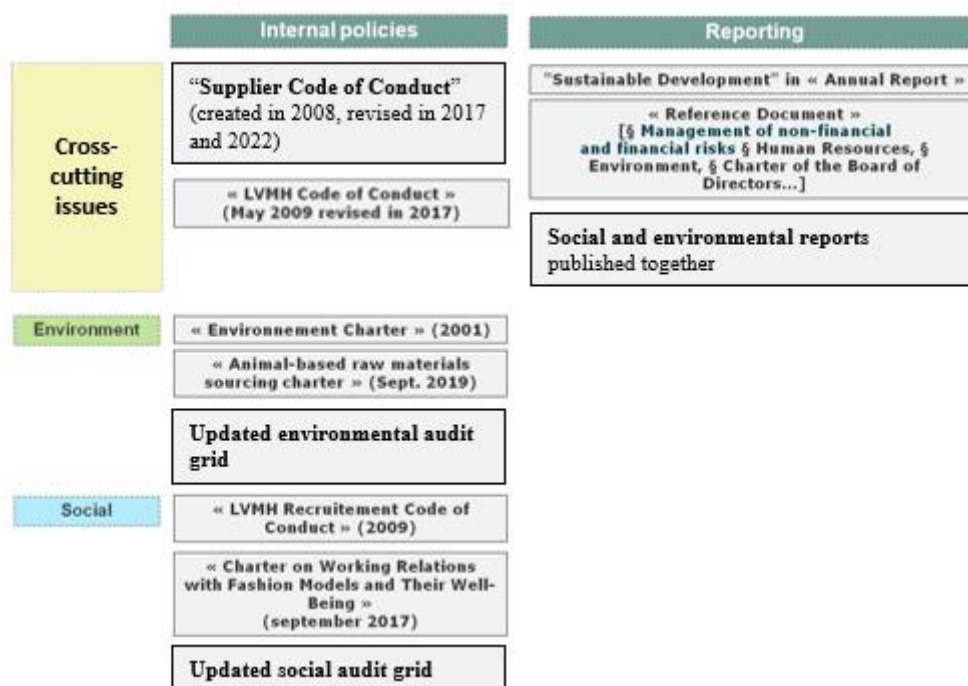 Internal policies
Reporting
Cross-
cutting
issues
“Supplier Code of Conduct”
(created in 2008, revised in 2017
and 2022)
« LVMH Code of Conduct »
(May 2009 revised in 2017)
"Sustainable Development" in « Annual Report »
« Reference Document »
[§ Management of non-financial
and financial risks § Human Resources, §
Environment, § Charter of the Board of
Directors...]
Social and environmental reports
published together
Environment
« Environnement Charter » (2001)
« Animal-based raw materials
sourcing charter » (Sept. 2019)
Updated environmental audit
grid
Social
« LVMH Recruitement Code of
Conduct » (2009)
« Charter on Working Relations
with Fashion Models and Their Well-
Being »
(september 2017)
Updated social audit grid